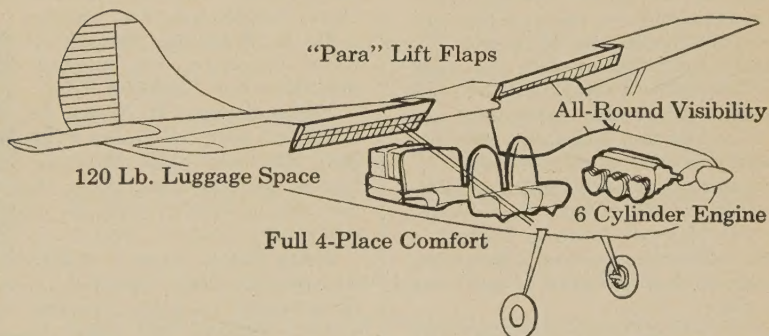 “Para” Lift Flaps
All-Round Visibility
120 Lb. Luggage Space
6 Cylinder Engine
Full 4-Place Comfort